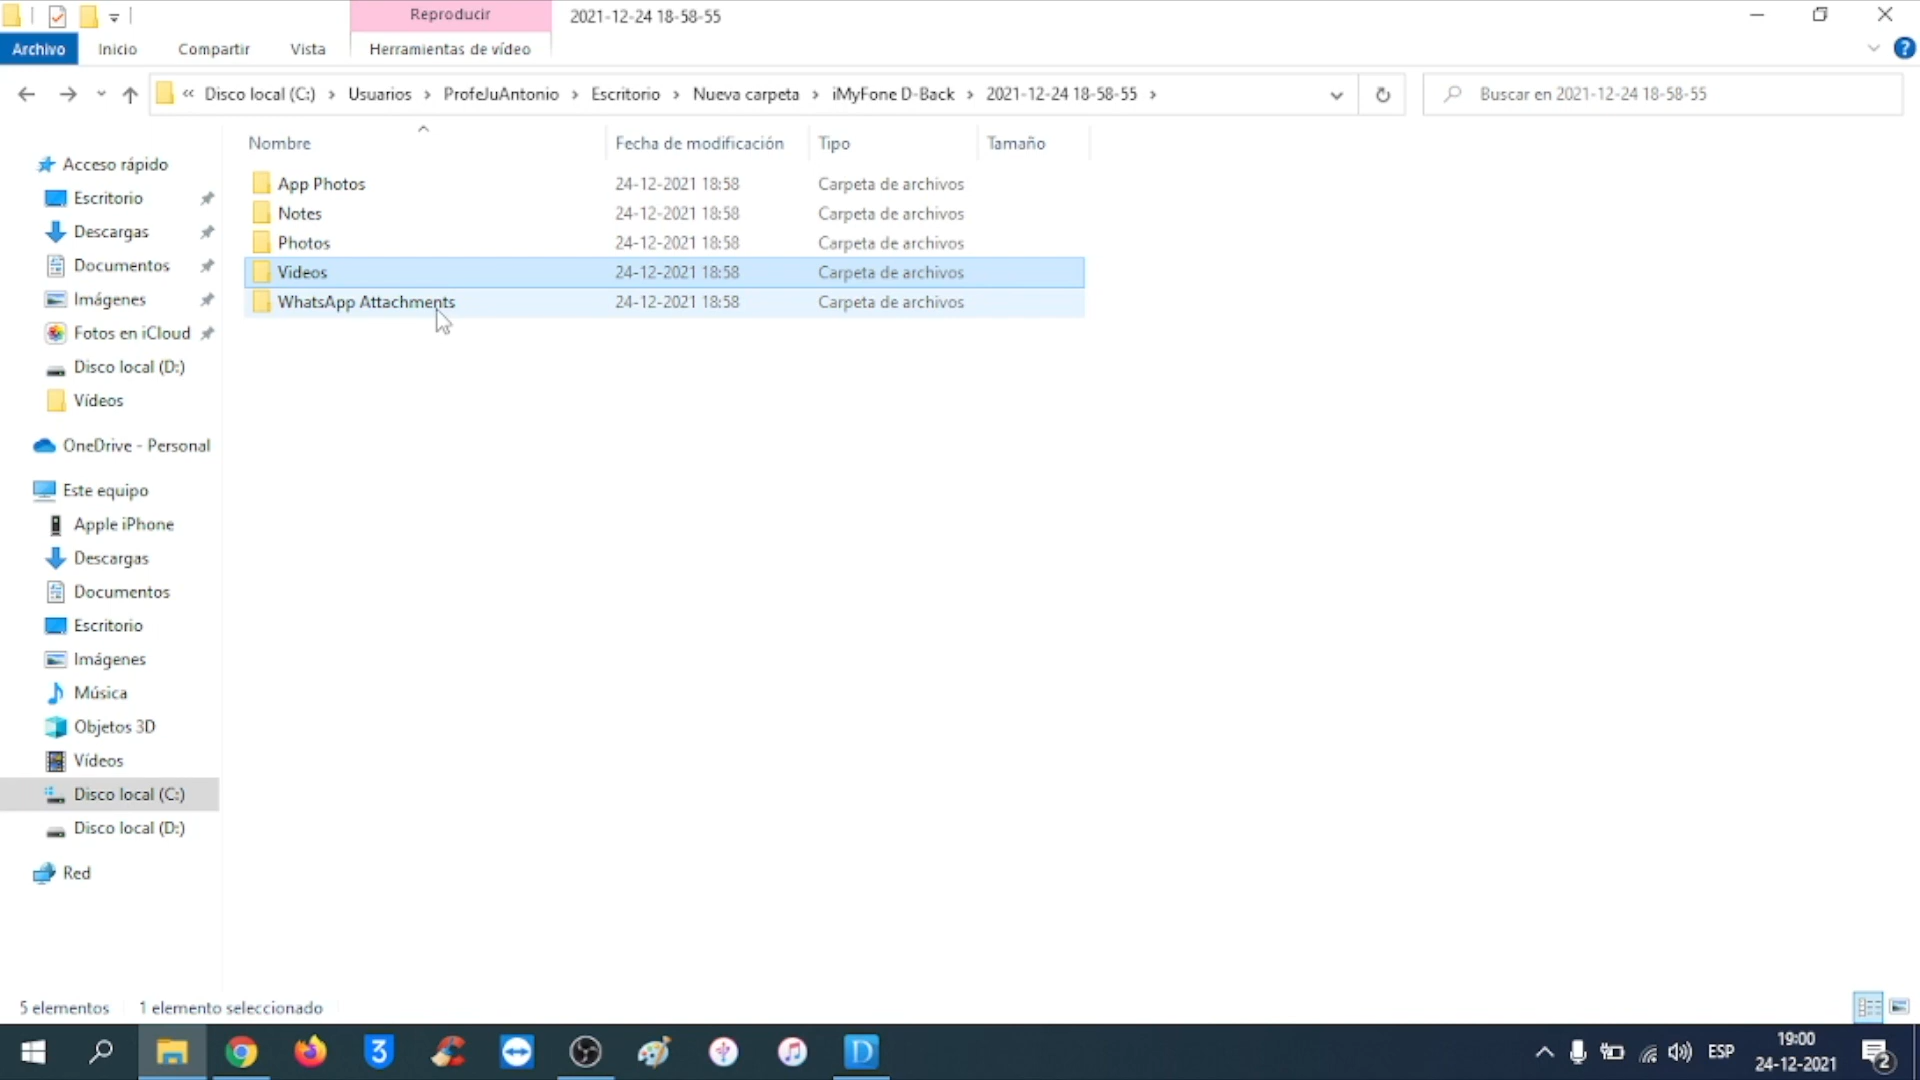 Reproducir
2021-12-24 18-58-55
Archivo Inicio Compartir Vista Herramientas de vídeo
« Disco local (C:) › Usuarios › ProfeJuAntonio › Escritorio › Nueva carpeta › iMyFone D-Back › 2021-12-24 18-58-55 ›
Buscar en 2021-12-24 18-58-55
Nombre Fecha de modificación Tipo Tamaño
App Photos 24-12-2021 18:58 Carpeta de archivos
Notes 24-12-2021 18:58 Carpeta de archivos
Photos 24-12-2021 18:58 Carpeta de archivos
Videos 24-12-2021 18:58 Carpeta de archivos
WhatsApp Attachments 24-12-2021 18:58 Carpeta de archivos
Acceso rápido
Escritorio
Descargas
Documentos
Imágenes
Fotos en iCloud
Disco local (D:)
Vídeos
OneDrive - Personal
Este equipo
Apple iPhone
Descargas
Documentos
Escritorio
Imágenes
Música
Objetos 3D
Vídeos
Disco local (C:)
Disco local (D:)
Red
5 elementos 1 elemento seleccionado
3
D
ESP
19:00
24-12-2021
2